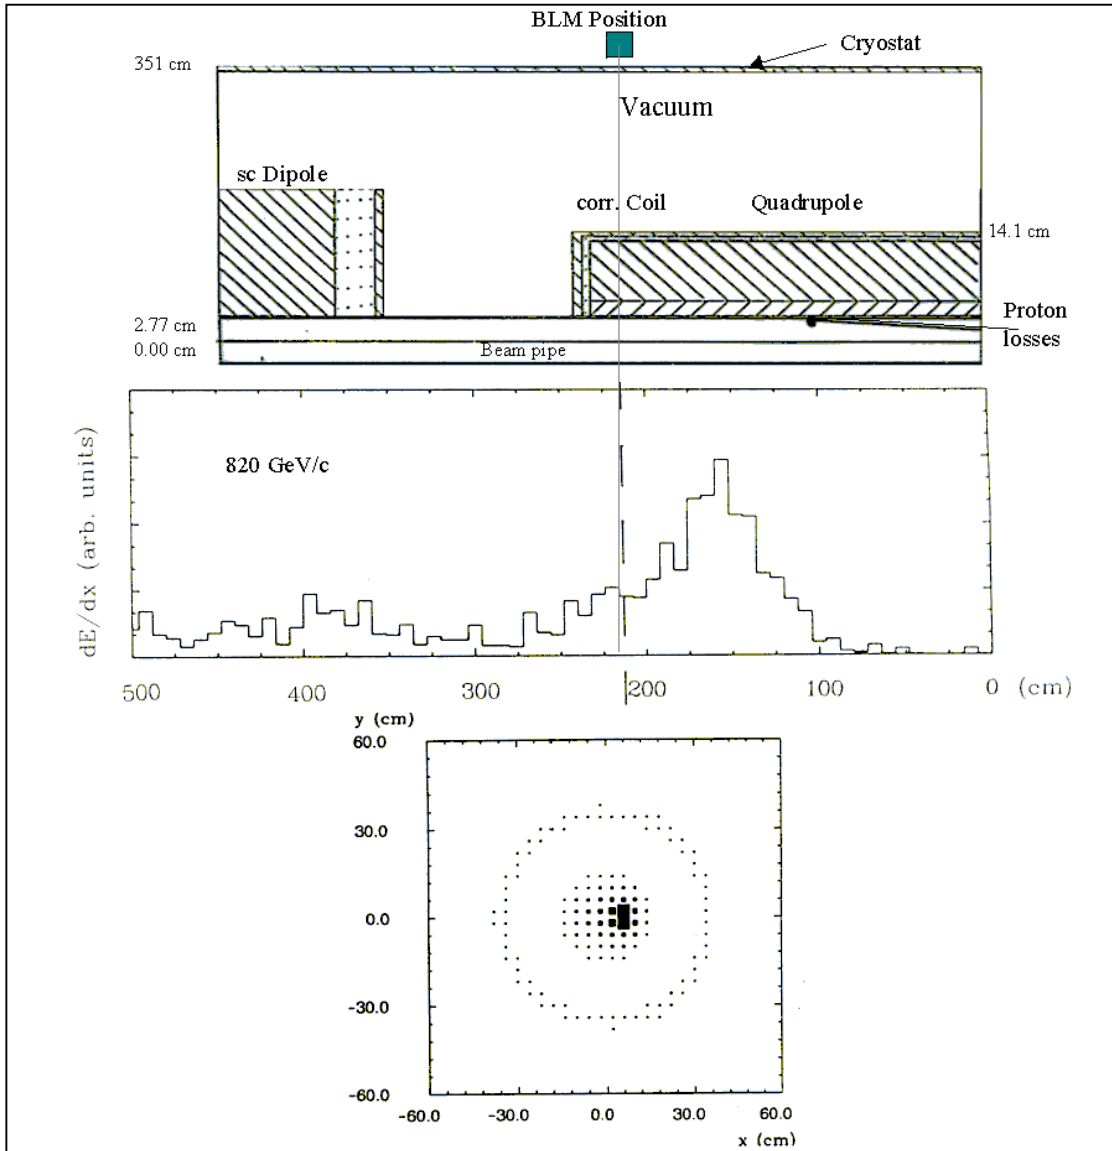 BLM Position
Cryostat
351 cm
Vacuum
sc Dipole
corr. Coil
Quadrupole
14.1 cm
2.77 cm
Proton
losses
0.00 cm
Beam pipe
dE/dx (arb. units)
820 GeV/c
500
400
300
200
100
0 (cm)
y (cm)
60.0
30.0
0.0
-30.0
-60.0
-60.0
-30.0
0.0
30.0
60.0
x (cm)